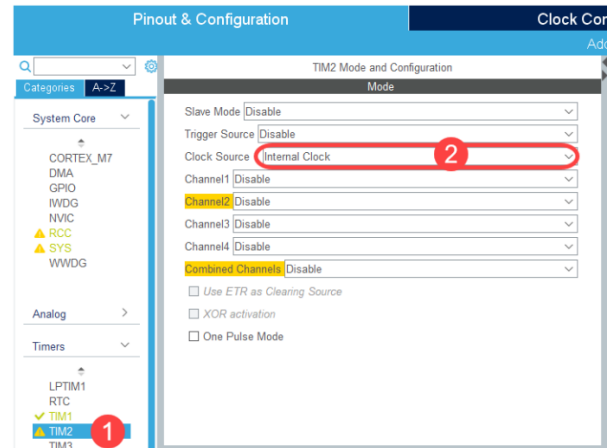 Pinout & Configuration
Clock Con
Add
TIM2 Mode and Configuration
Categories A->Z
Mode
System Core
CORTEX_M7
DMA
GPIO
IWDG
NVIC
RCC
SYS
WWDG
Analog
Timers
LPTIM1
RTC
TIM1
TIM2
1
TIM3
Slave Mode Disable
Trigger Source Disable
Clock Source Internal Clock
2
Channel1 Disable
Channel2 Disable
Channel3 Disable
Channel4 Disable
Combined Channels Disable
Use ETR as Clearing Source
XOR activation
One Pulse Mode